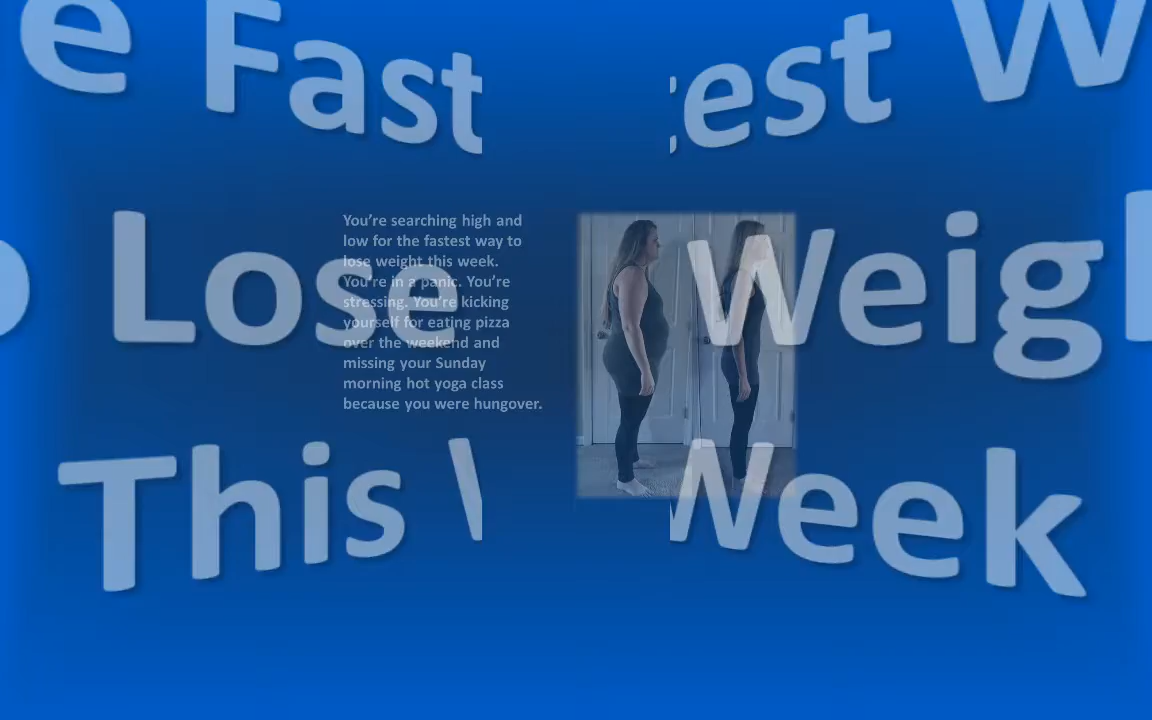 e Fast est W
Lose Weig
This Week
You're searching high and
low for the fastest way to
lose weight this week.
You're in a panic. You're
stressing. You're kicking
yourself for eating pizza
over the weekend and
missing your Sunday
morning hot yoga class
because you were hungover.